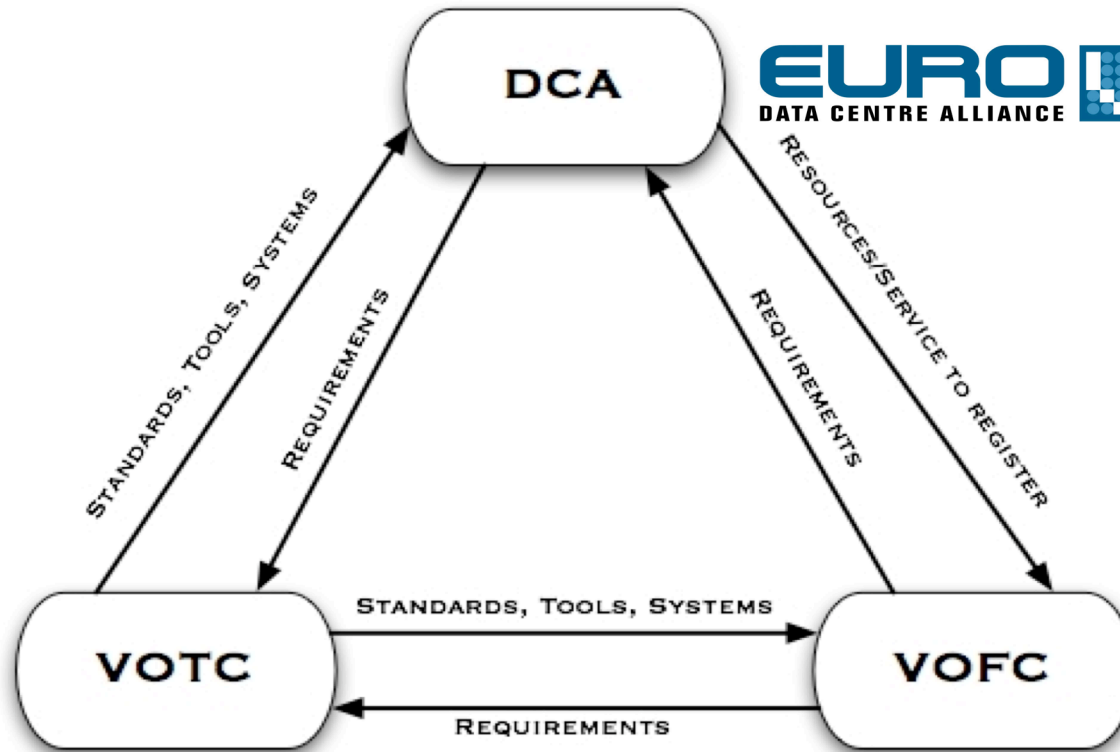 DCA
EURO
DATA CENTRE ALLIANCE
Standards, Tools, Systems
Requirements
Requirements
Resources/Service to register
Standards, Tools, Systems
VOTC
VOFC
Requirements